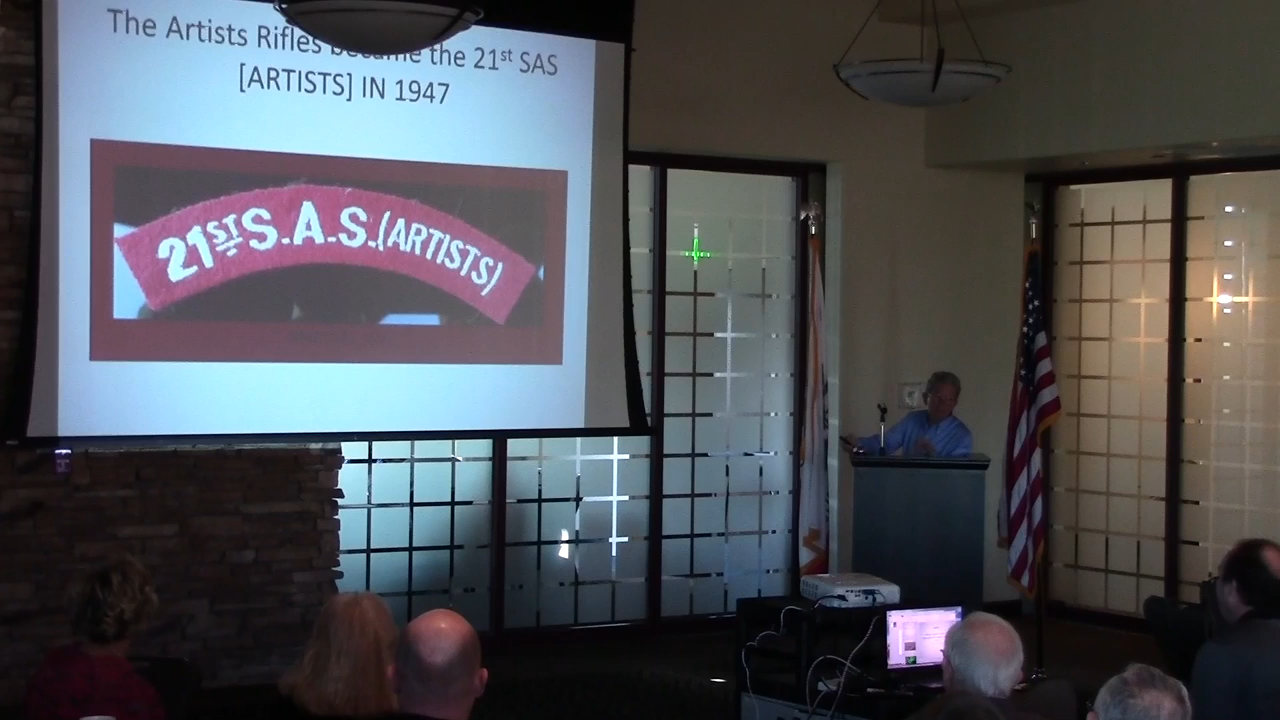 The Artists Rifles became the 21st SAS
[ARTISTS] IN 1947
21ST S.A.S. (ARTISTS)